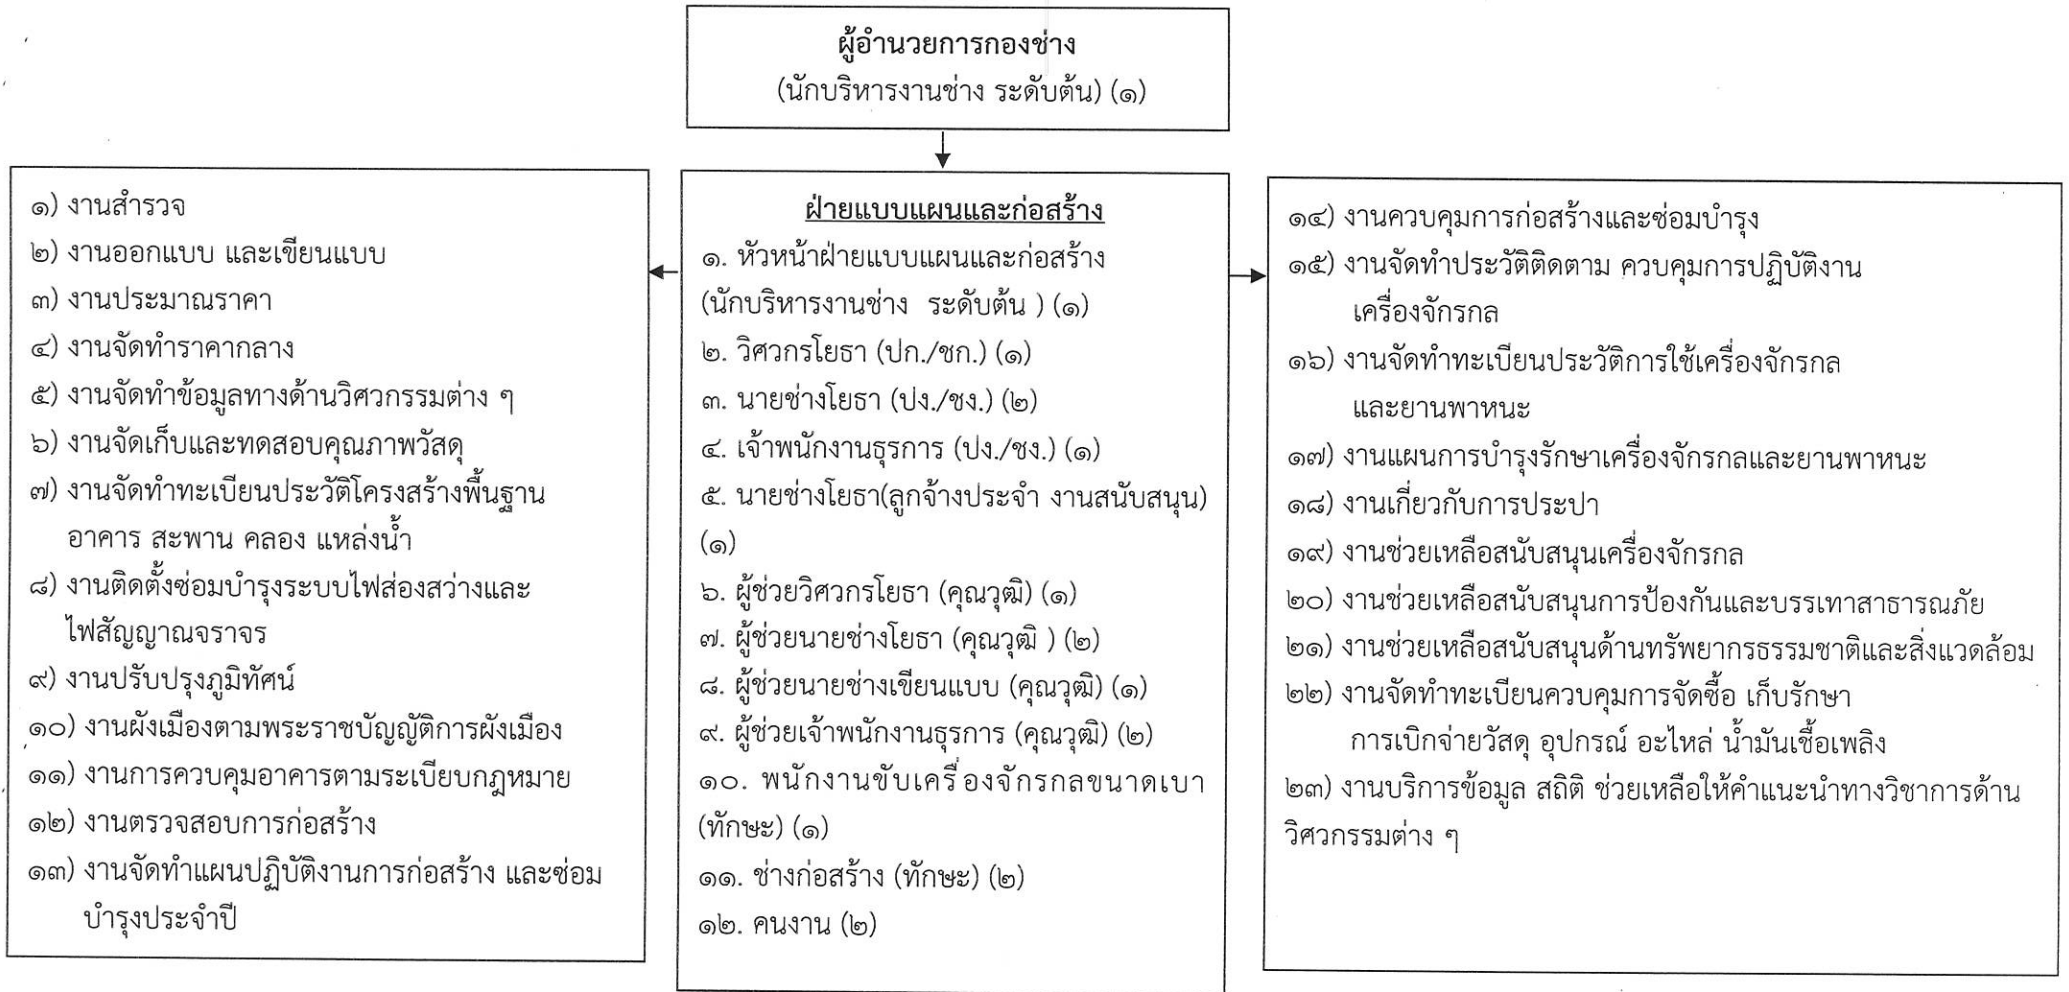 ผู้อำนวยการกองช่าง
(นักบริหารงานช่าง ระดับต้น) (๑)
๑) งานสำรวจ
๒) งานออกแบบ และเขียนแบบ
๓) งานประมาณราคา
๔) งานจัดทำราคากลาง
๕) งานจัดทำข้อมูลทางด้านวิศวกรรมต่าง ๆ
๖) งานจัดเก็บและทดสอบคุณภาพวัสดุ
๗) งานจัดทำทะเบียนประวัติโครงสร้างพื้นฐาน
อาคาร สะพาน คลอง แหล่งน้ำ
๘) งานติดตั้งซ่อมบำรุงระบบไฟส่องสว่างและ
ไฟสัญญาณจราจร
๙) งานปรับปรุงภูมิทัศน์
๑๐) งานผังเมืองตามพระราชบัญญัติการผังเมือง
๑๑) งานการควบคุมอาคารตามระเบียบกฎหมาย
๑๒) งานตรวจสอบการก่อสร้าง
๑๓) งานจัดทำแผนปฏิบัติงานการก่อสร้าง และซ่อม
บำรุงประจำปี
ฝ่ายแบบแผนและก่อสร้าง
๑. หัวหน้าฝ่ายแบบแผนและก่อสร้าง
(นักบริหารงานช่าง ระดับต้น ) (๑)
๒. วิศวกรโยธา (ปก./ชก.) (๑)
๓. นายช่างโยธา (ปง./ชง.) (๒)
๔. เจ้าพนักงานธุรการ (ปง./ชง.) (๑)
๕. นายช่างโยธา(ลูกจ้างประจำ งานสนับสนุน)
(๑)
๖. ผู้ช่วยวิศวกรโยธา (คุณวุฒิ) (๑)
๗. ผู้ช่วยนายช่างโยธา (คุณวุฒิ ) (๒)
๘. ผู้ช่วยนายช่างเขียนแบบ (คุณวุฒิ) (๑)
๙. ผู้ช่วยเจ้าพนักงานธุรการ (คุณวุฒิ) (๒)
๑๐. พนักงานขับเครื่องจักรกลขนาดเบา
(ทักษะ) (๑)
๑๑. ช่างก่อสร้าง (ทักษะ) (๒)
๑๒. คนงาน (๒)
๑๔) งานควบคุมการก่อสร้างและซ่อมบำรุง
๑๕) งานจัดทำประวัติติดตาม ควบคุมการปฏิบัติงาน
เครื่องจักรกล
๑๖) งานจัดทำทะเบียนประวัติการใช้เครื่องจักรกล
และยานพาหนะ
๑๗) งานแผนการบำรุงรักษาเครื่องจักรกลและยานพาหนะ
๑๘) งานเกี่ยวกับการประปา
๑๙) งานช่วยเหลือสนับสนุนเครื่องจักรกล
๒๐) งานช่วยเหลือสนับสนุนการป้องกันและบรรเทาสาธารณภัย
๒๑) งานช่วยเหลือสนับสนุนด้านทรัพยากรธรรมชาติและสิ่งแวดล้อม
๒๒) งานจัดทำทะเบียนควบคุมการจัดซื้อ เก็บรักษา
การเบิกจ่ายวัสดุ อุปกรณ์ อะไหล่ น้ำมันเชื้อเพลิง
๒๓) งานบริการข้อมูล สถิติ ช่วยเหลือให้คำแนะนำทางวิชาการด้าน
วิศวกรรมต่าง ๆ